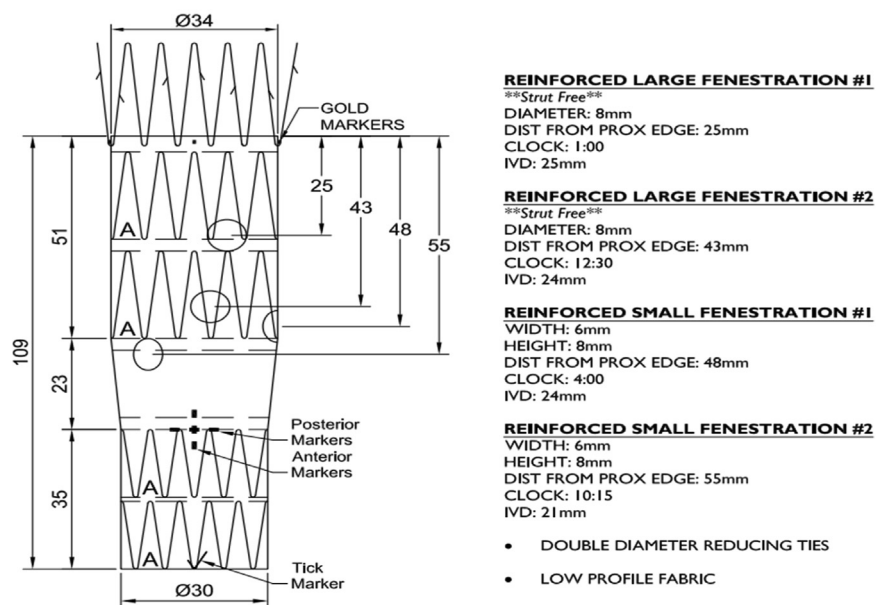 Ø34
GOLD
MARKERS
25
43
48
55
51
A
A
109
23
Posterior
Markers
Anterior
Markers
35
A
A
Tick
Marker
Ø30
REINFORCED LARGE FENESTRATION #1
**Strut Free**
DIAMETER: 8mm
DIST FROM PROX EDGE: 25mm
CLOCK: 1:00
IVD: 25mm
REINFORCED LARGE FENESTRATION #2
**Strut Free**
DIAMETER: 8mm
DIST FROM PROX EDGE: 43mm
CLOCK: 12:30
IVD: 24mm
REINFORCED SMALL FENESTRATION #1
WIDTH: 6mm
HEIGHT: 8mm
DIST FROM PROX EDGE: 48mm
CLOCK: 4:00
IVD: 24mm
REINFORCED SMALL FENESTRATION #2
WIDTH: 6mm
HEIGHT: 8mm
DIST FROM PROX EDGE: 55mm
CLOCK: 10:15
IVD: 21mm
• DOUBLE DIAMETER REDUCING TIES
• LOW PROFILE FABRIC